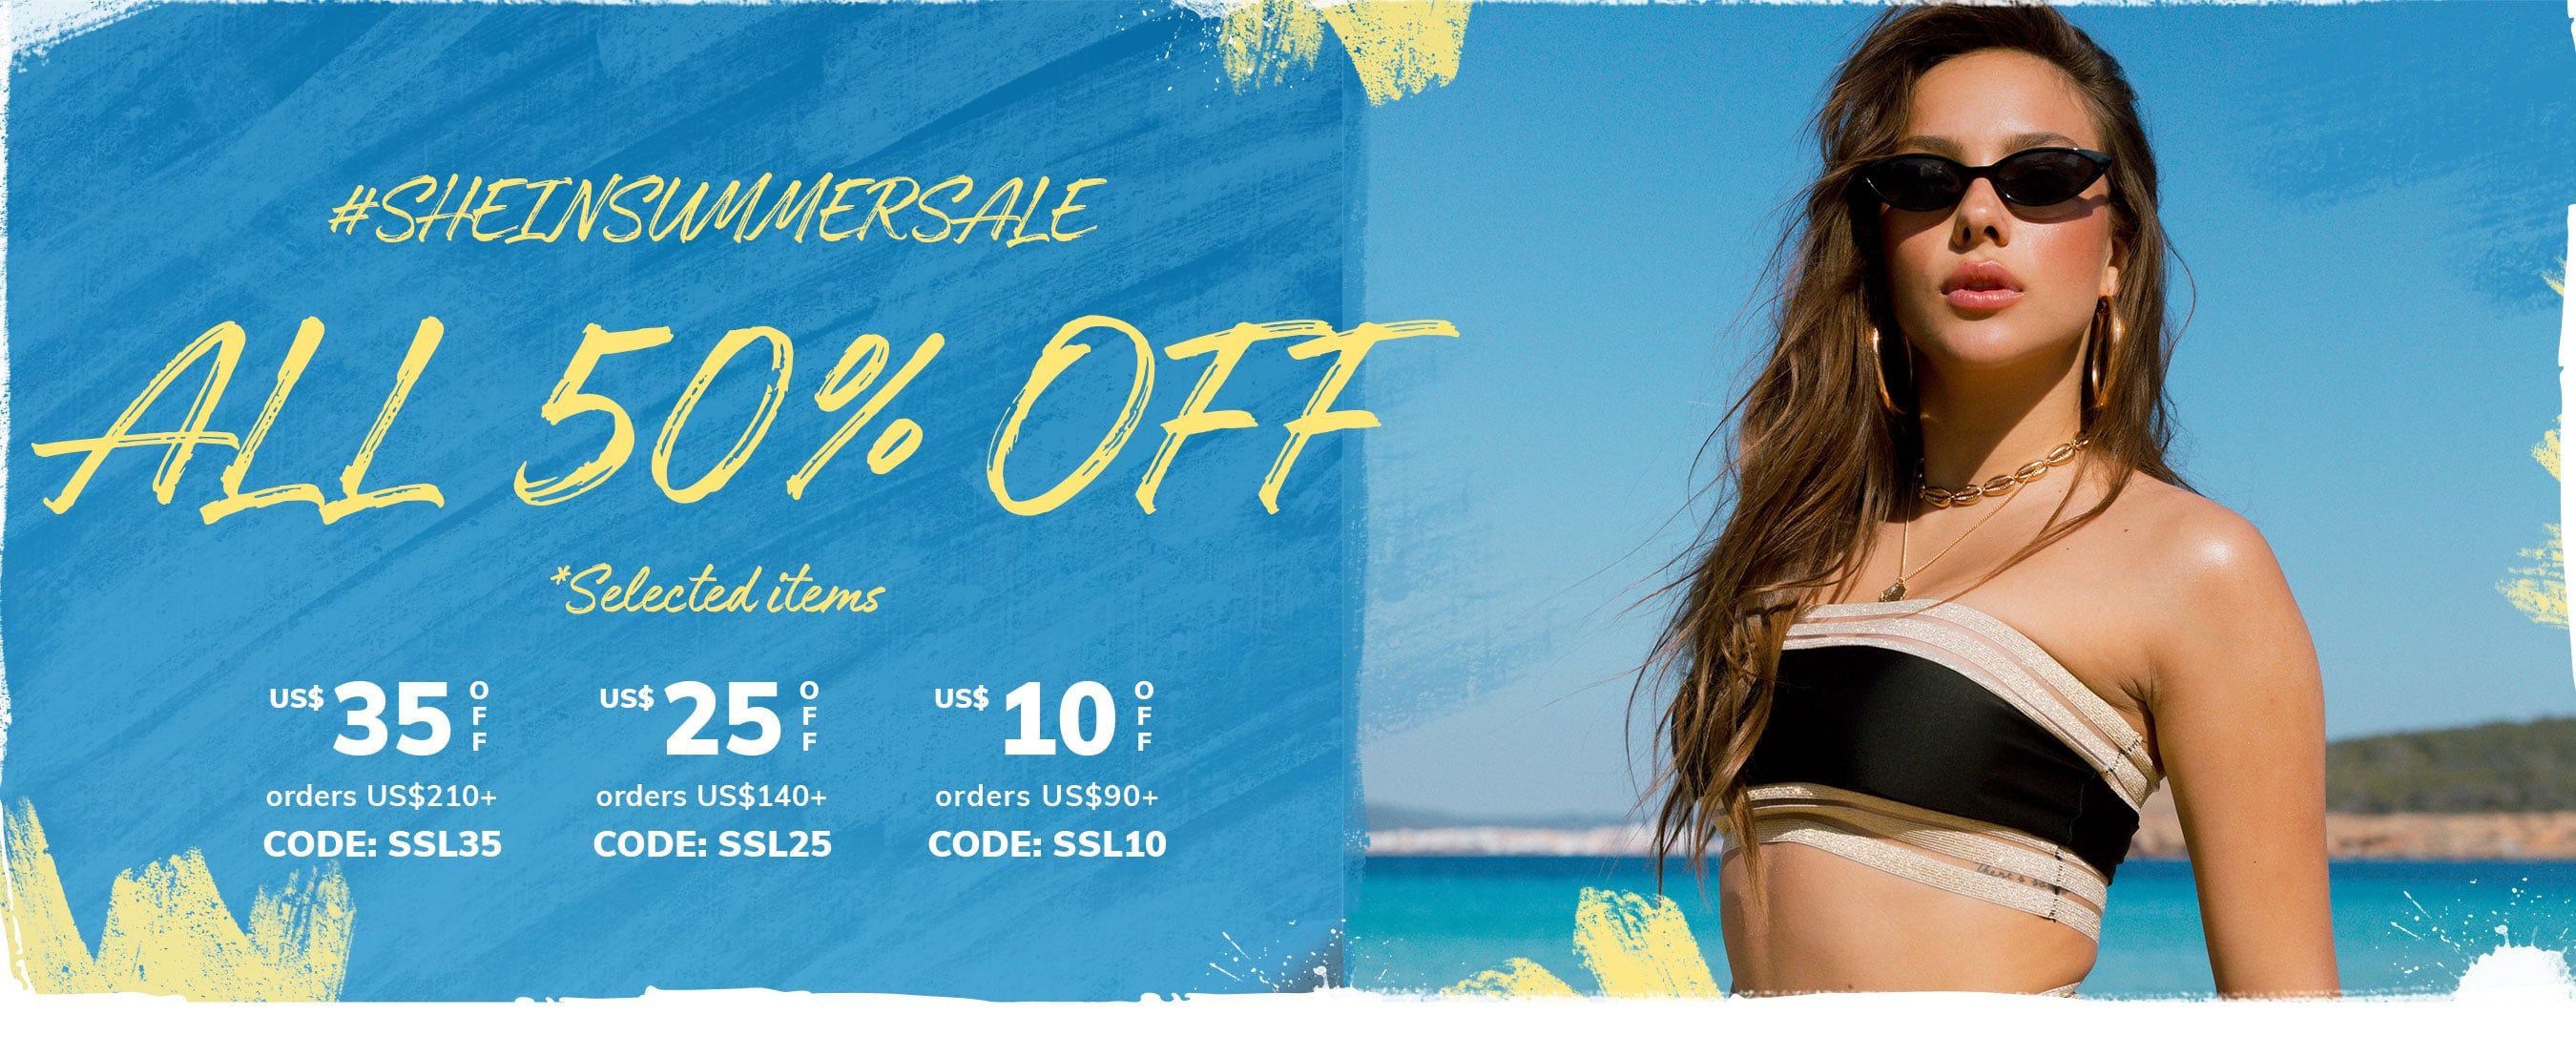 #SHEINSUMMERSALE
ALL 50% OFF
*Selected items
US$ 35 OFF
orders US$210+
CODE: SSL35
US$ 25 OFF
orders US$140+
CODE: SSL25
US$ 10 OFF
orders US$90+
CODE: SSL10